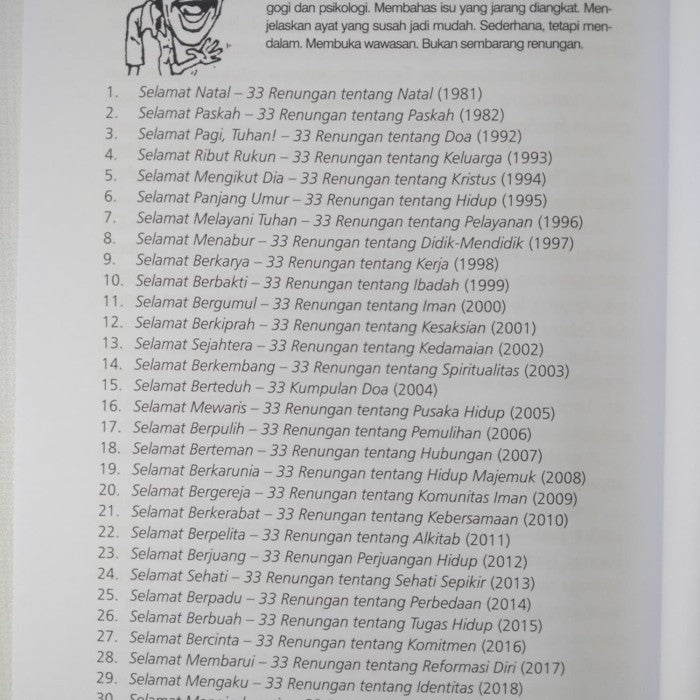 gogi dan psikologi. Membahas isu yang jarang diangkat. Men-
jelaskan ayat yang susah jadi mudah. Sederhana, tetapi men-
dalam. Membuka wawasan. Bukan sembarang renungan.
1. Selamat Natal – 33 Renungan tentang Natal (1981)
2. Selamat Paskah – 33 Renungan tentang Paskah (1982)
3. Selamat Pagi, Tuhan! – 33 Renungan tentang Doa (1992)
4. Selamat Ribut Rukun – 33 Renungan tentang Keluarga (1993)
5. Selamat Mengikut Dia – 33 Renungan tentang Kristus (1994)
6. Selamat Panjang Umur – 33 Renungan tentang Hidup (1995)
7. Selamat Melayani Tuhan – 33 Renungan tentang Pelayanan (1996)
8. Selamat Menabur – 33 Renungan tentang Didik-Mendidik (1997)
9. Selamat Berkarya – 33 Renungan tentang Kerja (1998)
10. Selamat Berbakti – 33 Renungan tentang Ibadah (1999)
11. Selamat Bergumul – 33 Renungan tentang Iman (2000)
12. Selamat Berkiprah – 33 Renungan tentang Kesaksian (2001)
13. Selamat Sejahtera – 33 Renungan tentang Kedamaian (2002)
14. Selamat Berkembang – 33 Renungan tentang Spiritualitas (2003)
15. Selamat Berteduh – 33 Kumpulan Doa (2004)
16. Selamat Mewaris – 33 Renungan tentang Pusaka Hidup (2005)
17. Selamat Berpulih – 33 Renungan tentang Pemulihan (2006)
18. Selamat Berteman – 33 Renungan tentang Hubungan (2007)
19. Selamat Berkarunia – 33 Renungan tentang Hidup Majemuk (2008)
20. Selamat Bergereja – 33 Renungan tentang Komunitas Iman (2009)
21. Selamat Berkerabat – 33 Renungan tentang Kebersamaan (2010)
22. Selamat Berpelita – 33 Renungan tentang Alkitab (2011)
23. Selamat Berjuang – 33 Renungan Perjuangan Hidup (2012)
24. Selamat Sehati – 33 Renungan tentang Sehati Sepikir (2013)
25. Selamat Berpadu – 33 Renungan tentang Perbedaan (2014)
26. Selamat Berbuah – 33 Renungan tentang Tugas Hidup (2015)
27. Selamat Bercinta – 33 Renungan tentang Komitmen (2016)
28. Selamat Membarui – 33 Renungan tentang Reformasi Diri (2017)
29. Selamat Mengaku – 33 Renungan tentang Identitas (2018)
30. Selamat